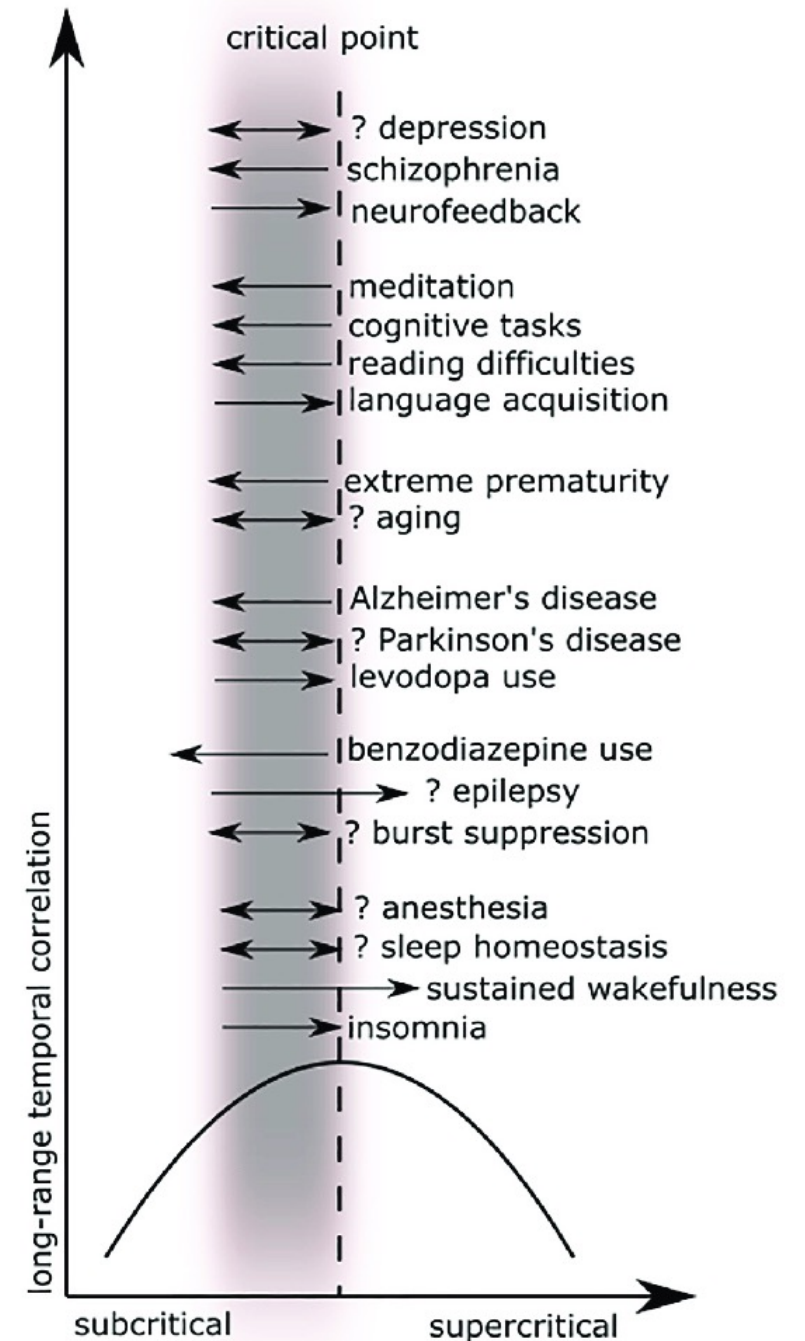 critical point
? depression
schizophrenia
neurofeedback
meditation
cognitive tasks
reading difficulties
language acquisition
extreme prematurity
? aging
Alzheimer's disease
? Parkinson's disease
levodopa use
benzodiazepine use
? epilepsy
? burst suppression
? anesthesia
? sleep homeostasis
sustained wakefulness
insomnia
long-range temporal correlation
subcritical
supercritical